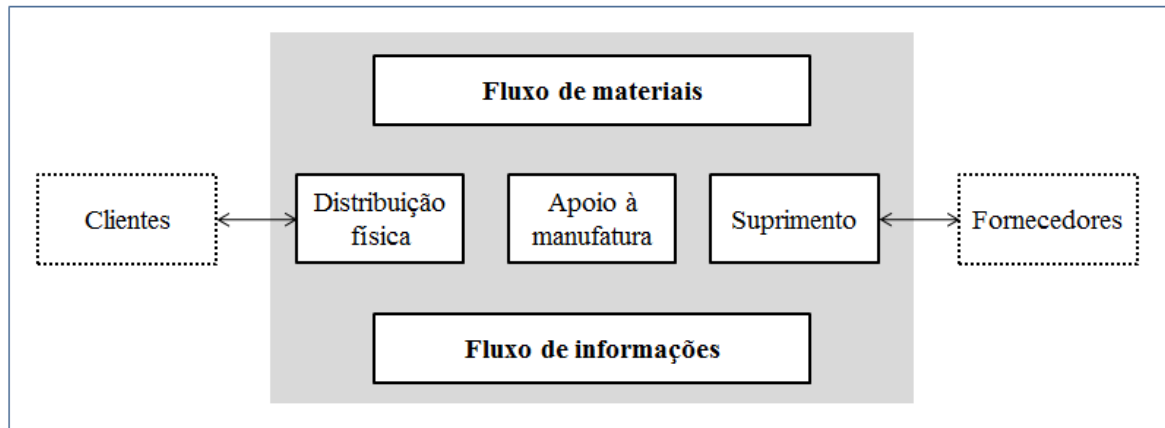 Fluxo de materiais
Clientes
Distribuição
física
Apoio à
manufatura
Suprimento
Fornecedores
Fluxo de informações